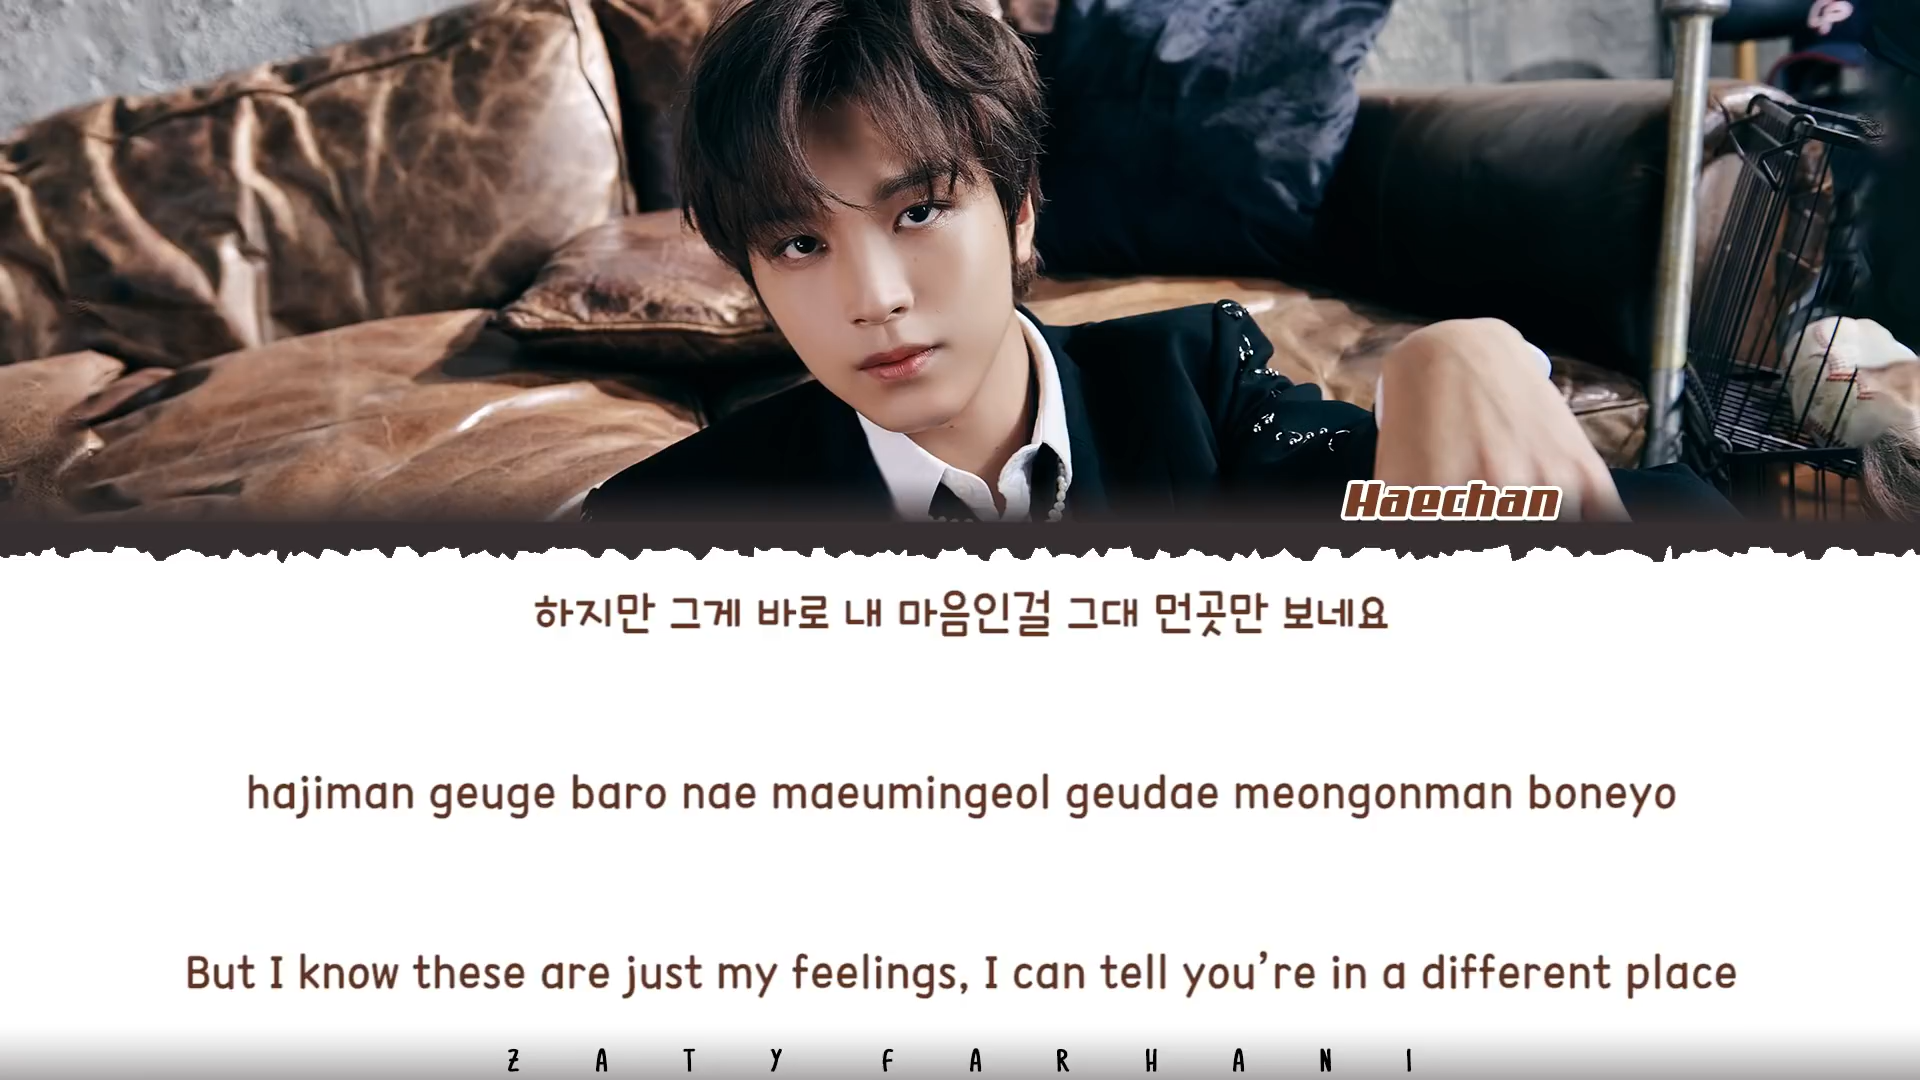 Haechan
하지만 그게 바로 내 마음인걸 그대 먼곳만 보네요
hajiman geuge baro nae maeumingeol geudae meongonman boneyo
But I know these are just my feelings, I can tell you’re in a different place
ZATY FARHANI